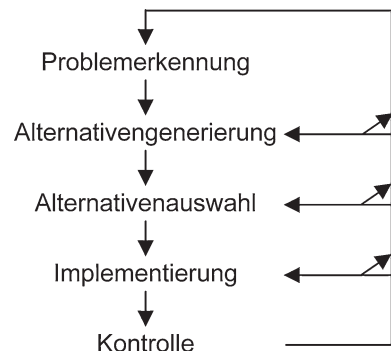 Problemerkennung
Alternativengenerierung
Alternativenauswahl
Implementierung
Kontrolle